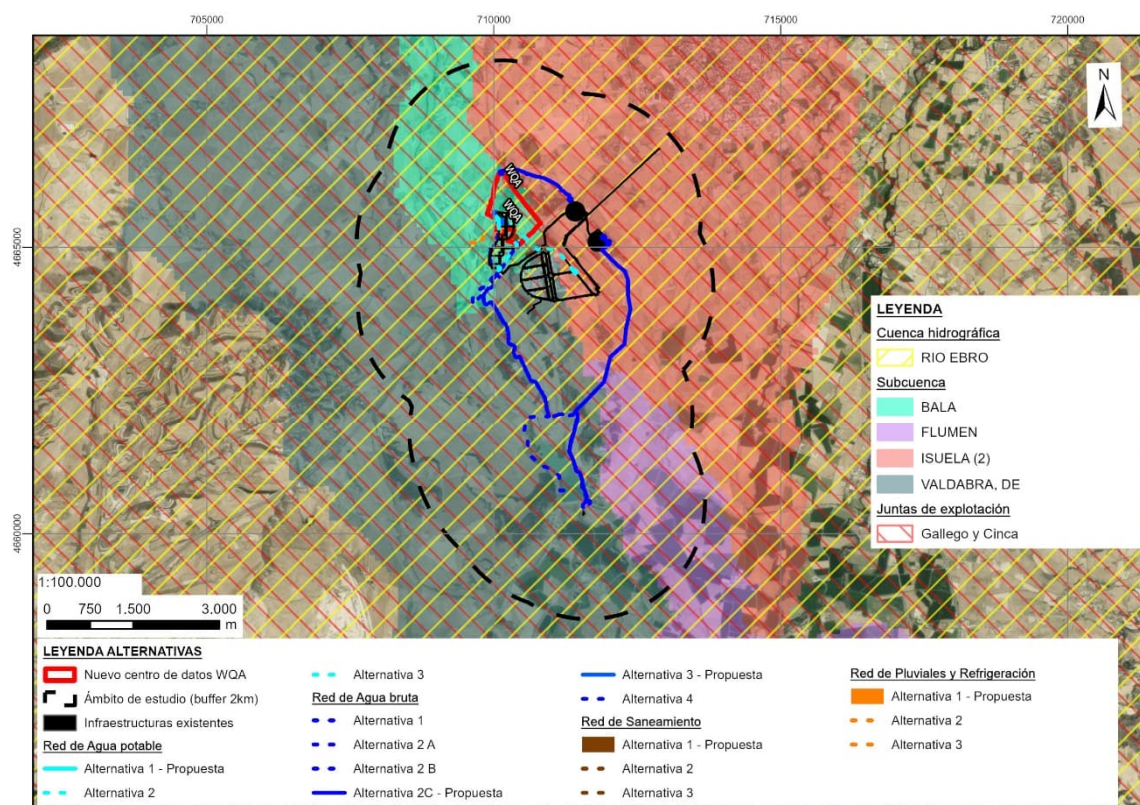 705000
710000
715000
720000
N
WQA
WQA
4665000
4660000
LEYENDA
Cuenca hidrográfica
RIO EBRO
Subcuenca
BALA
FLUMEN
ISUELA (2)
VALDABRA, DE
Juntas de explotación
Gallego y Cinca
1:100.000
0 750 1.500 3.000
m
LEYENDA ALTERNATIVAS
Nuevo centro de datos WQA
Ámbito de estudio (buffer 2km)
Infraestructuras existentes
Red de Agua potable
Alternativa 1 - Propuesta
Alternativa 2
Alternativa 3
Red de Agua bruta
Alternativa 1
Alternativa 2 A
Alternativa 2 B
Alternativa 2C - Propuesta
Alternativa 3 - Propuesta
Alternativa 4
Red de Saneamiento
Alternativa 1 - Propuesta
Alternativa 2
Alternativa 3
Red de Pluviales y Refrigeración
Alternativa 1 - Propuesta
Alternativa 2
Alternativa 3